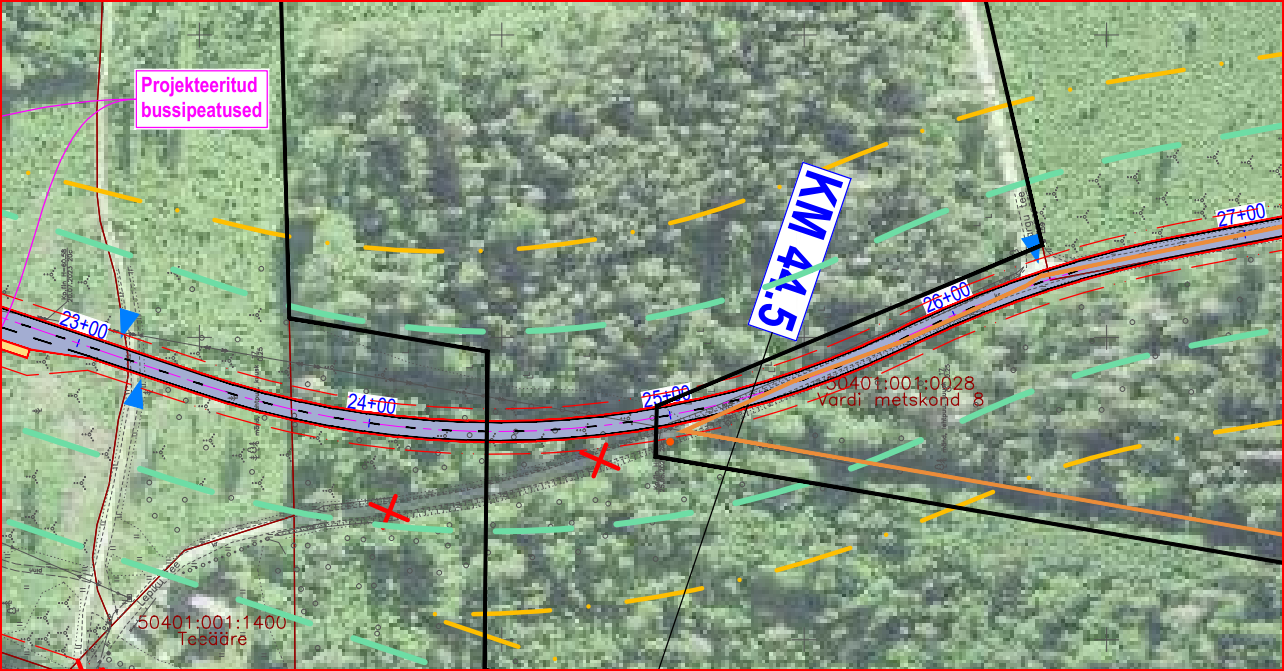 Projekteeritud
bussipeatused
KM 44.5
27+00
26+00
23+00
24+00
25+00
50401:001:0028
Vardi metskond 8
50401:001:1400
Teeääre